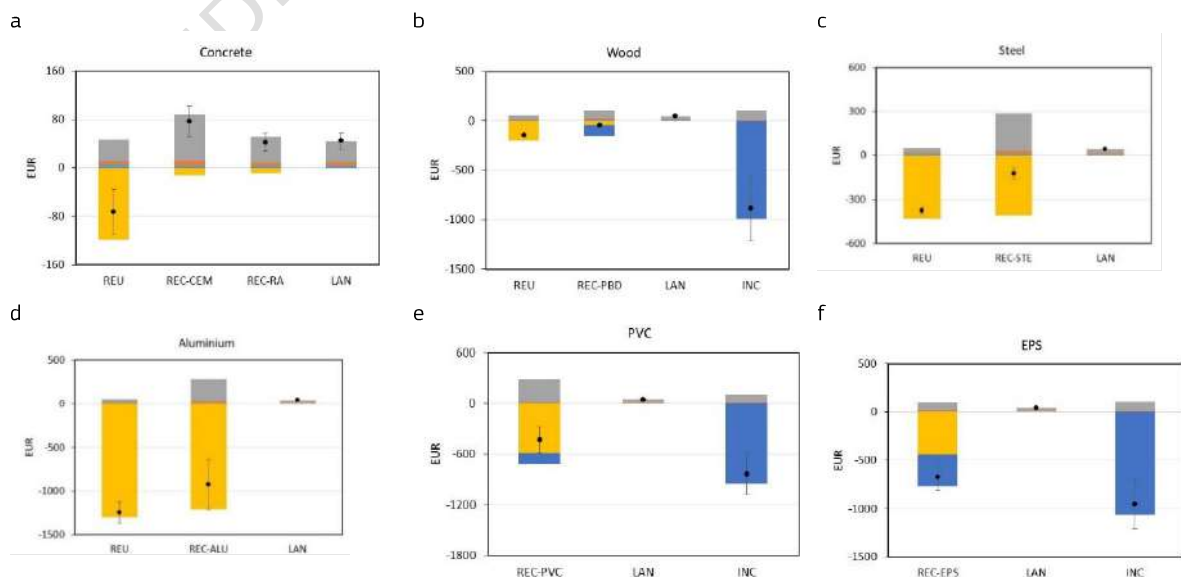 a
Concrete
160
80
0
-80
-160
EUR
REU REC-CEM REC-RA LAN
b
Wood
500
0
-500
-1000
-1500
EUR
REU REC-PBD LAN INC
c
Steel
600
300
0
-300
-600
EUR
REU REC-STE LAN
d
Aluminium
500
0
-500
-1000
-1500
EUR
REU REC-ALU LAN
e
PVC
600
0
-600
-1200
-1800
EUR
REC-PVC LAN INC
f
EPS
500
0
-500
-1000
-1500
EUR
REC-EPS LAN INC